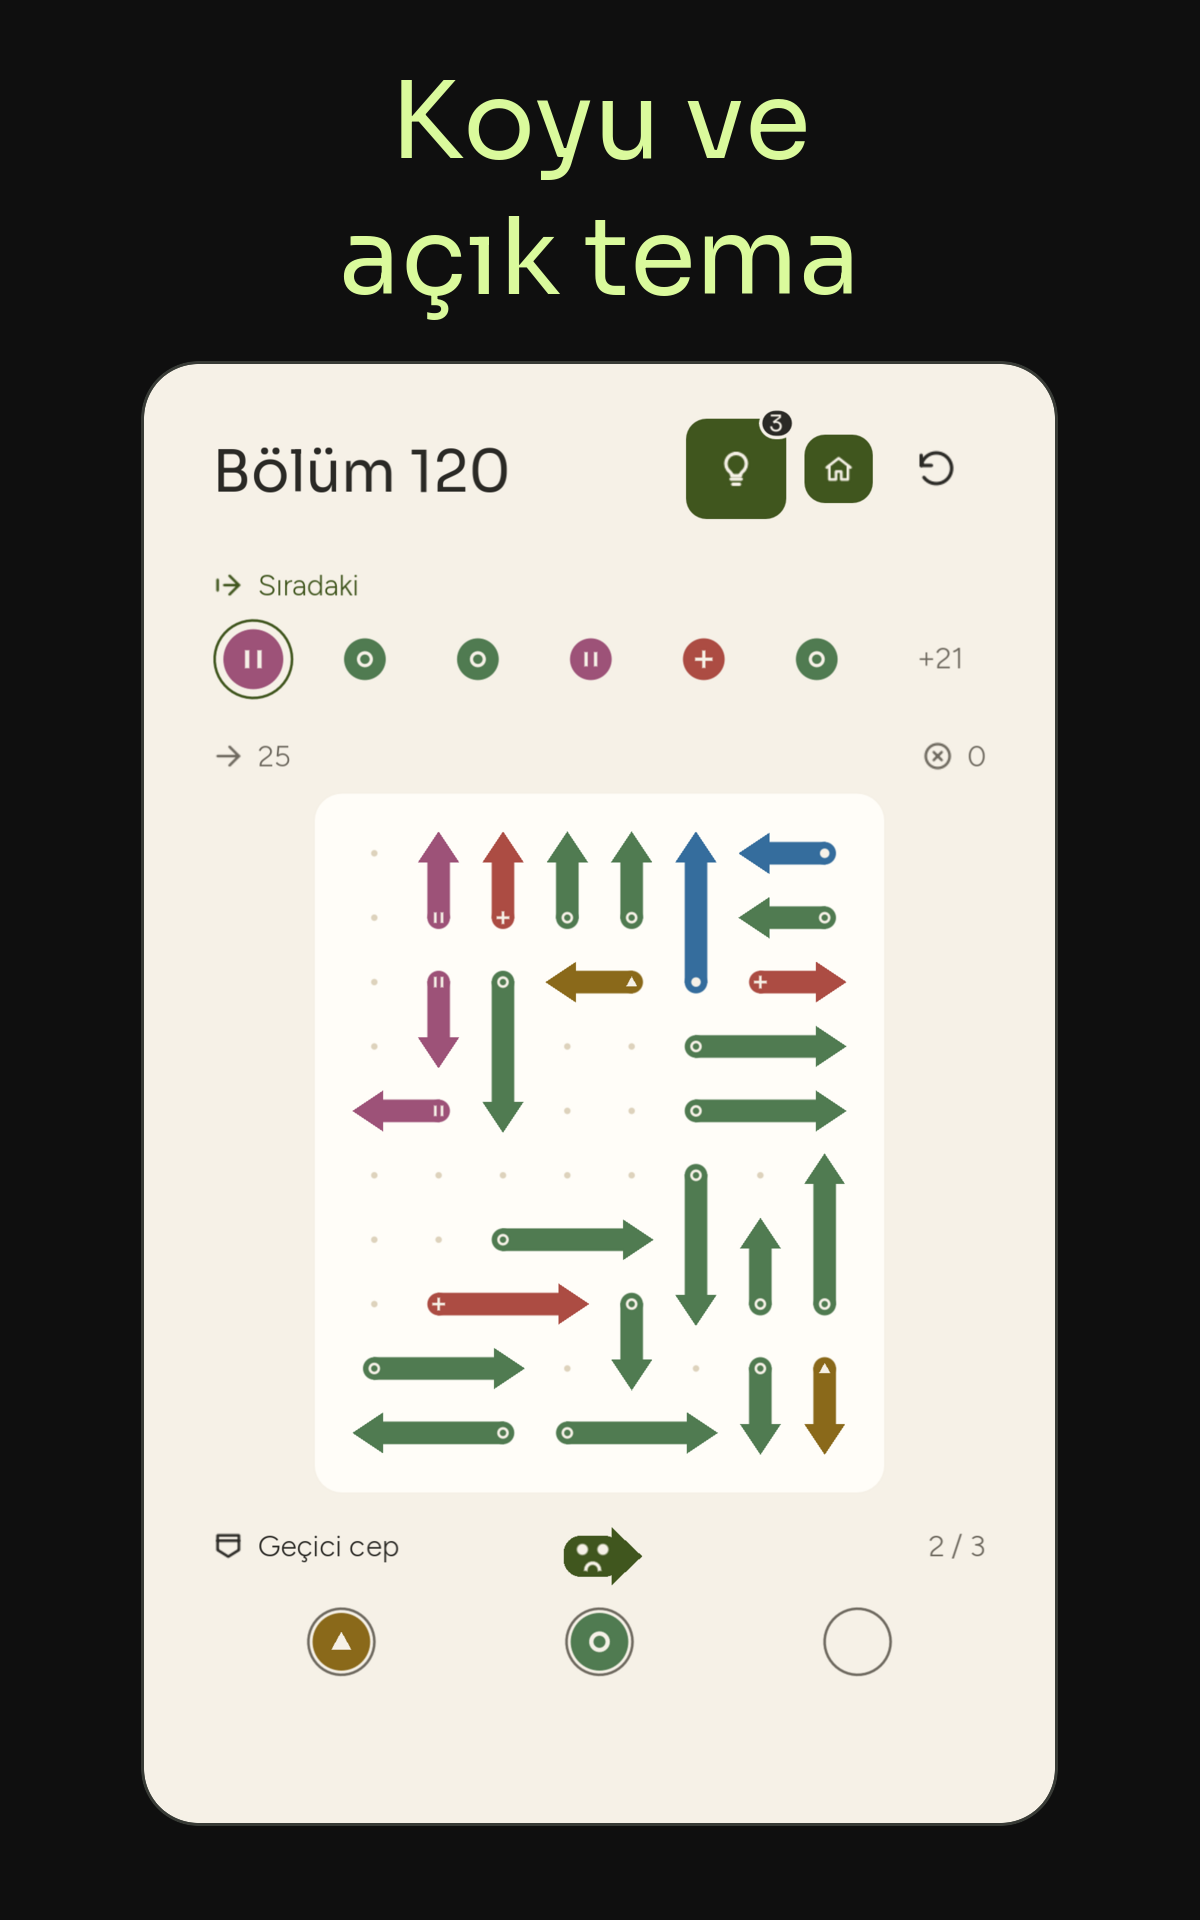 Koyu ve
açık tema
Bölüm 120
3
Sıradaki
+21
25
0
Geçici cep
2 / 3